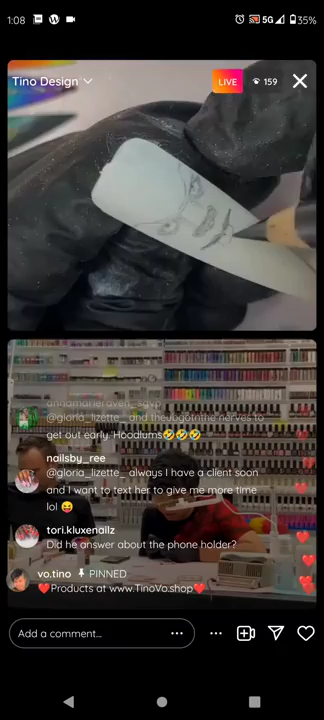 1:08
5G
35%
Tino Design
LIVE
159
@gloria_lizette_ and theubgotnthe nerves to
get out early. Hoodlums🤣🤣🤣
nailsby_ree
@gloria_lizette_ always I have a client soon
and I want to text her to give me more time
lol 😝
tori.kluxenailz
Did he answer about the phone holder?
vo.tino PINNED
❤️Products at www.TinoVo.shop❤️
Add a comment...